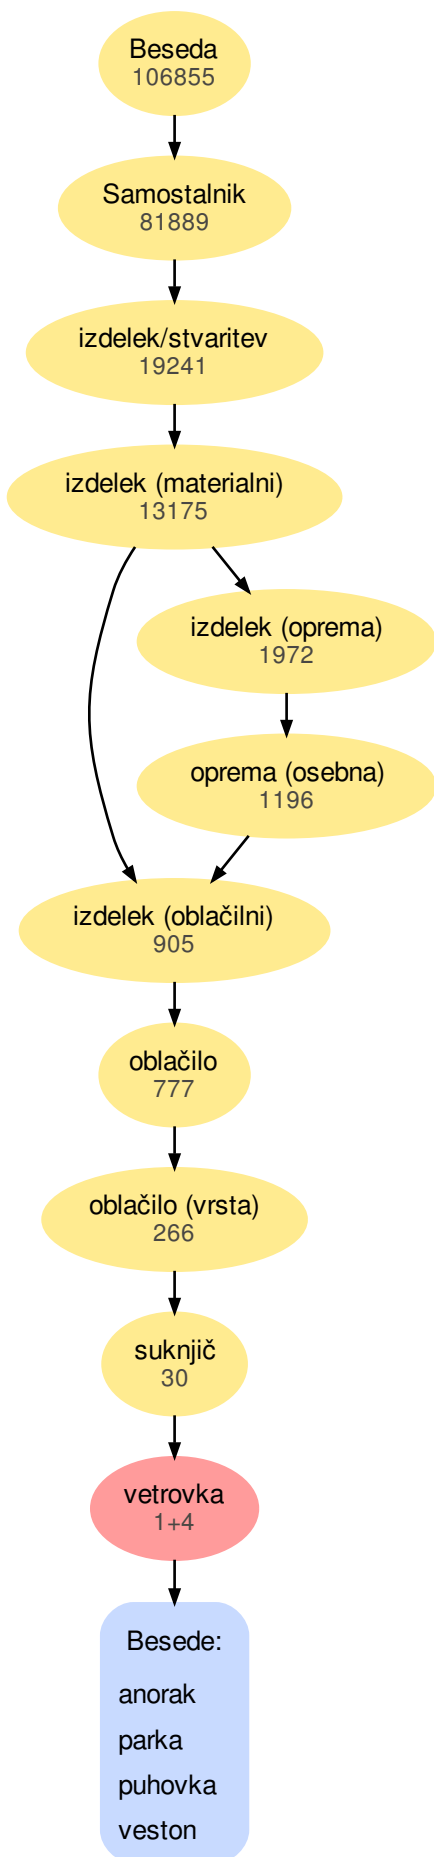 Beseda
106855
Samostalnik
81889
izdelek/stvaritev
19241
izdelek (materialni)
13175
izdelek (oprema)
1972
oprema (osebna)
1196
izdelek (oblačilni)
905
oblačilo
777
oblačilo (vrsta)
266
suknjič
30
vetrovka
1+4
Besede:
anorak
parka
puhovka
veston